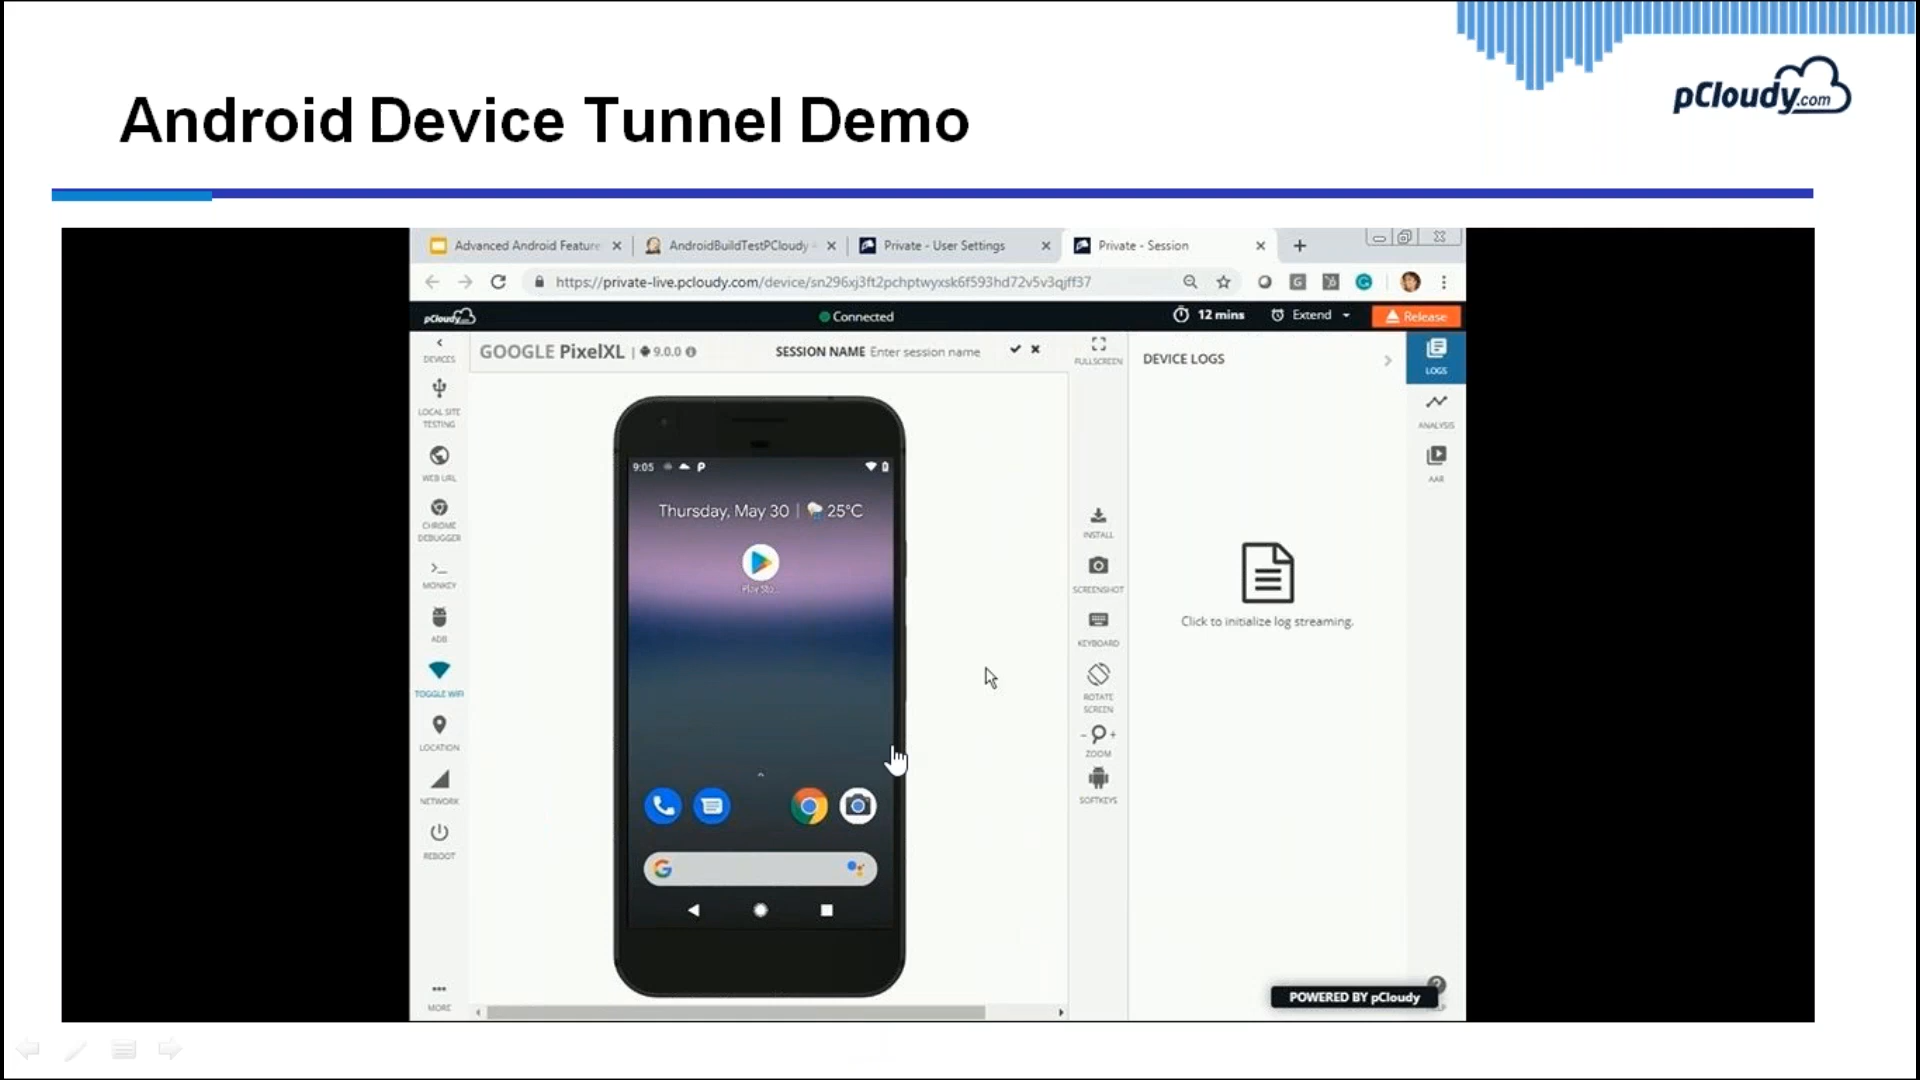 Android Device Tunnel Demo
pCloudy.com
Advanced Android Feature
AndroidBuildTestPCloudy
Private - User Settings
Private - Session
https://private-live.pcloudy.com/device/sn296xj3ft2pchptwyxsk6f593hd72v5v3qjff37
pCloudy
Connected
12 mins
Extend
Release
DEVICES
GOOGLE PixelXL | 9.0.0
SESSION NAME Enter session name
FULLSCREEN
DEVICE LOGS
LOGS
LOCAL SITE
TESTING
WEB URL
CHROME
DEBUGGER
MONKEY
ADB
TOGGLE WIFI
LOCATION
NETWORK
REBOOT
MORE
9:05
Thursday, May 30 | 25°C
Play Sto...
INSTALL
SCREENSHOT
KEYBOARD
ROTATE
SCREEN
ZOOM
SOFTKEYS
Click to initialize log streaming.
ANALYSIS
POWERED BY pCloudy